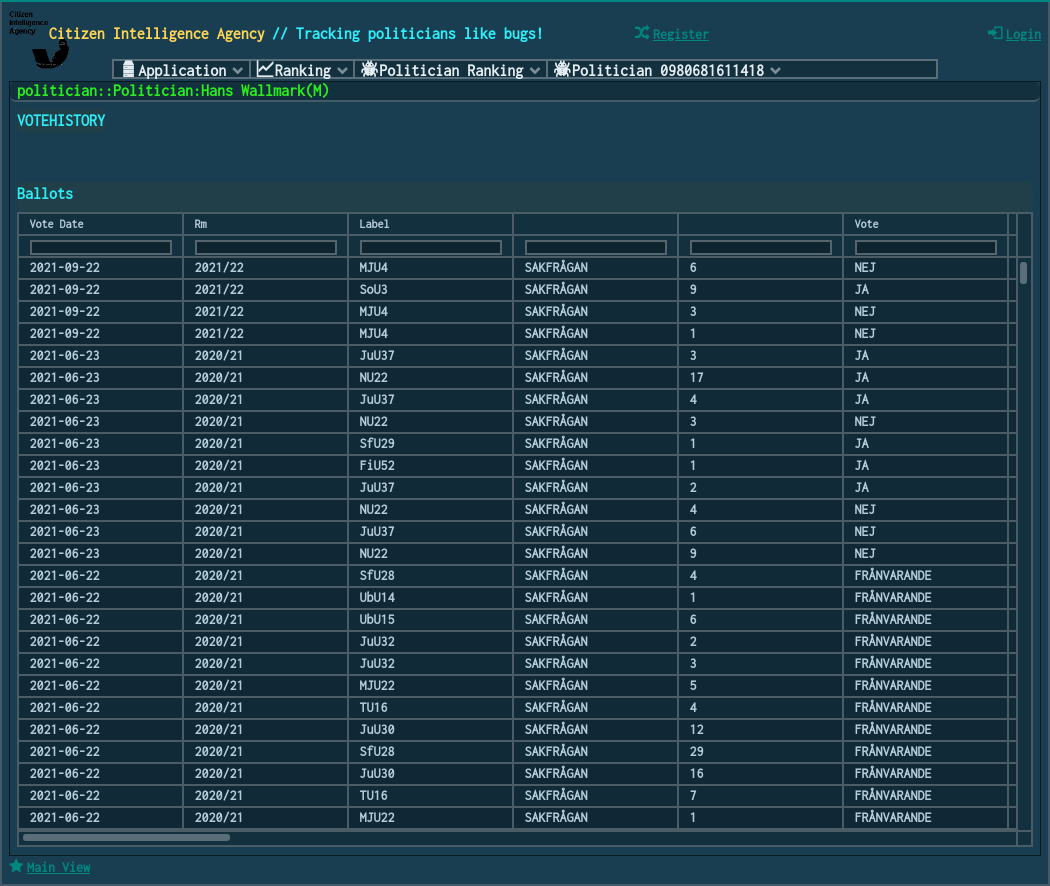 Citizen
Intelligence
Agency
Citizen Intelligence Agency // Tracking politicians like bugs!
Register
Login
Application Ranking Politician Ranking Politician 0980681611418
politician::Politician:Hans Wallmark(M)
VOTEHISTORY
Ballots
Vote Date Rm Label Vote
2021-09-22 2021/22 MJU4 SAKFRÅGAN 6 NEJ
2021-09-22 2021/22 SoU3 SAKFRÅGAN 9 JA
2021-09-22 2021/22 MJU4 SAKFRÅGAN 3 NEJ
2021-09-22 2021/22 MJU4 SAKFRÅGAN 1 NEJ
2021-06-23 2020/21 JuU37 SAKFRÅGAN 3 JA
2021-06-23 2020/21 NU22 SAKFRÅGAN 17 JA
2021-06-23 2020/21 JuU37 SAKFRÅGAN 4 JA
2021-06-23 2020/21 NU22 SAKFRÅGAN 3 NEJ
2021-06-23 2020/21 SfU29 SAKFRÅGAN 1 JA
2021-06-23 2020/21 FiU52 SAKFRÅGAN 1 JA
2021-06-23 2020/21 JuU37 SAKFRÅGAN 2 JA
2021-06-23 2020/21 NU22 SAKFRÅGAN 4 NEJ
2021-06-23 2020/21 JuU37 SAKFRÅGAN 6 NEJ
2021-06-23 2020/21 NU22 SAKFRÅGAN 9 NEJ
2021-06-22 2020/21 SfU28 SAKFRÅGAN 4 FRÅNVARANDE
2021-06-22 2020/21 UbU14 SAKFRÅGAN 1 FRÅNVARANDE
2021-06-22 2020/21 UbU15 SAKFRÅGAN 6 FRÅNVARANDE
2021-06-22 2020/21 JuU32 SAKFRÅGAN 2 FRÅNVARANDE
2021-06-22 2020/21 JuU32 SAKFRÅGAN 3 FRÅNVARANDE
2021-06-22 2020/21 MJU22 SAKFRÅGAN 5 FRÅNVARANDE
2021-06-22 2020/21 TU16 SAKFRÅGAN 4 FRÅNVARANDE
2021-06-22 2020/21 JuU30 SAKFRÅGAN 12 FRÅNVARANDE
2021-06-22 2020/21 SfU28 SAKFRÅGAN 29 FRÅNVARANDE
2021-06-22 2020/21 JuU30 SAKFRÅGAN 16 FRÅNVARANDE
2021-06-22 2020/21 TU16 SAKFRÅGAN 7 FRÅNVARANDE
2021-06-22 2020/21 MJU22 SAKFRÅGAN 1 FRÅNVARANDE
Main View